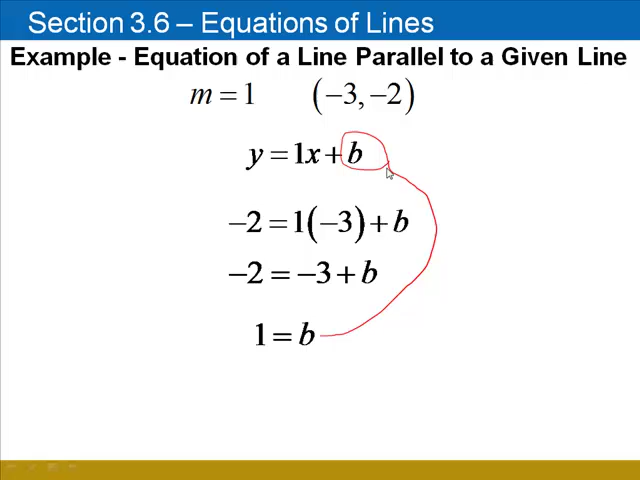 Section 3.6 – Equations of Lines
Example - Equation of a Line Parallel to a Given Line
m = 1 (−3, −2)
y = 1x + b
−2 = 1(−3) + b
−2 = −3 + b
1 = b